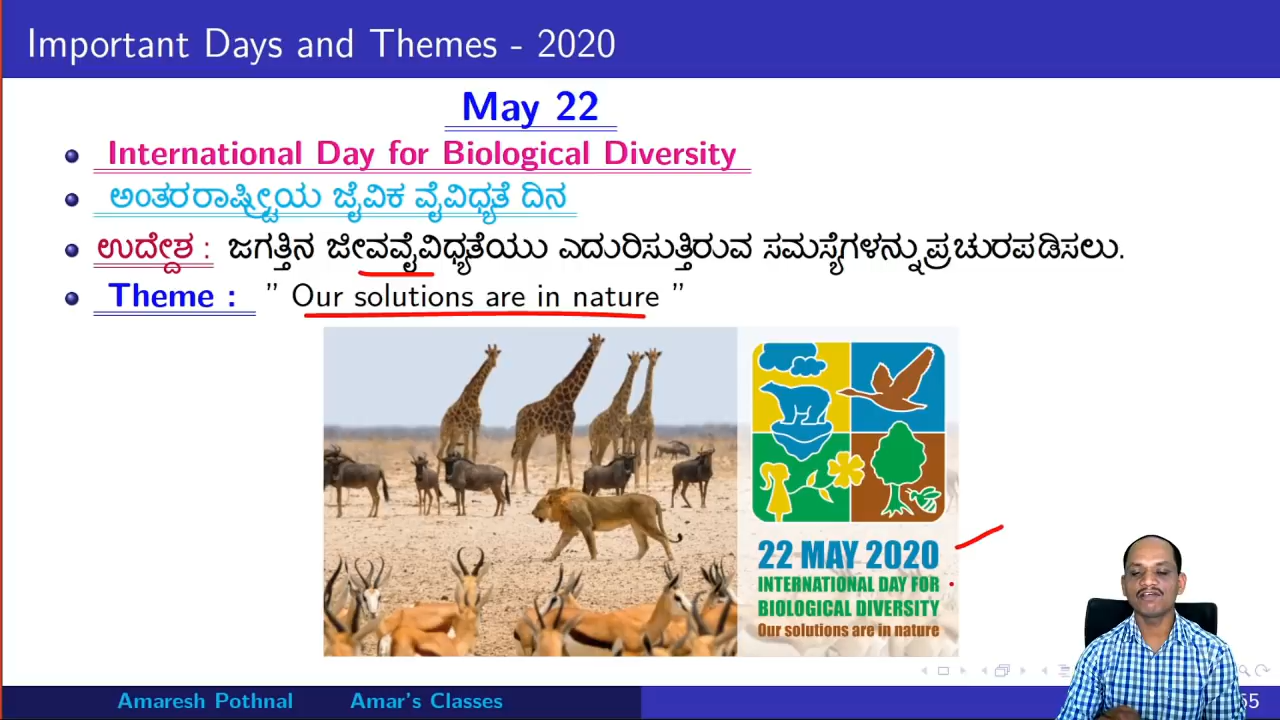 Important Days and Themes - 2020
May 22
International Day for Biological Diversity
ಅಂತರರಾಷ್ಟ್ರೀಯ ಜೈವಿಕ ವೈವಿಧ್ಯತೆ ದಿನ
ಉದ್ದೇಶ : ಜಗತ್ತಿನ ಜೀವವೈವಿಧ್ಯತೆಯು ಎದುರಿಸುತ್ತಿರುವ ಸಮಸ್ಯೆಗಳನ್ನು ಪ್ರಚುರಪಡಿಸಲು.
Theme : ” Our solutions are in nature ”
22 MAY 2020
INTERNATIONAL DAY FOR
BIOLOGICAL DIVERSITY
Our solutions are in nature
Amaresh Pothnal Amar's Classes